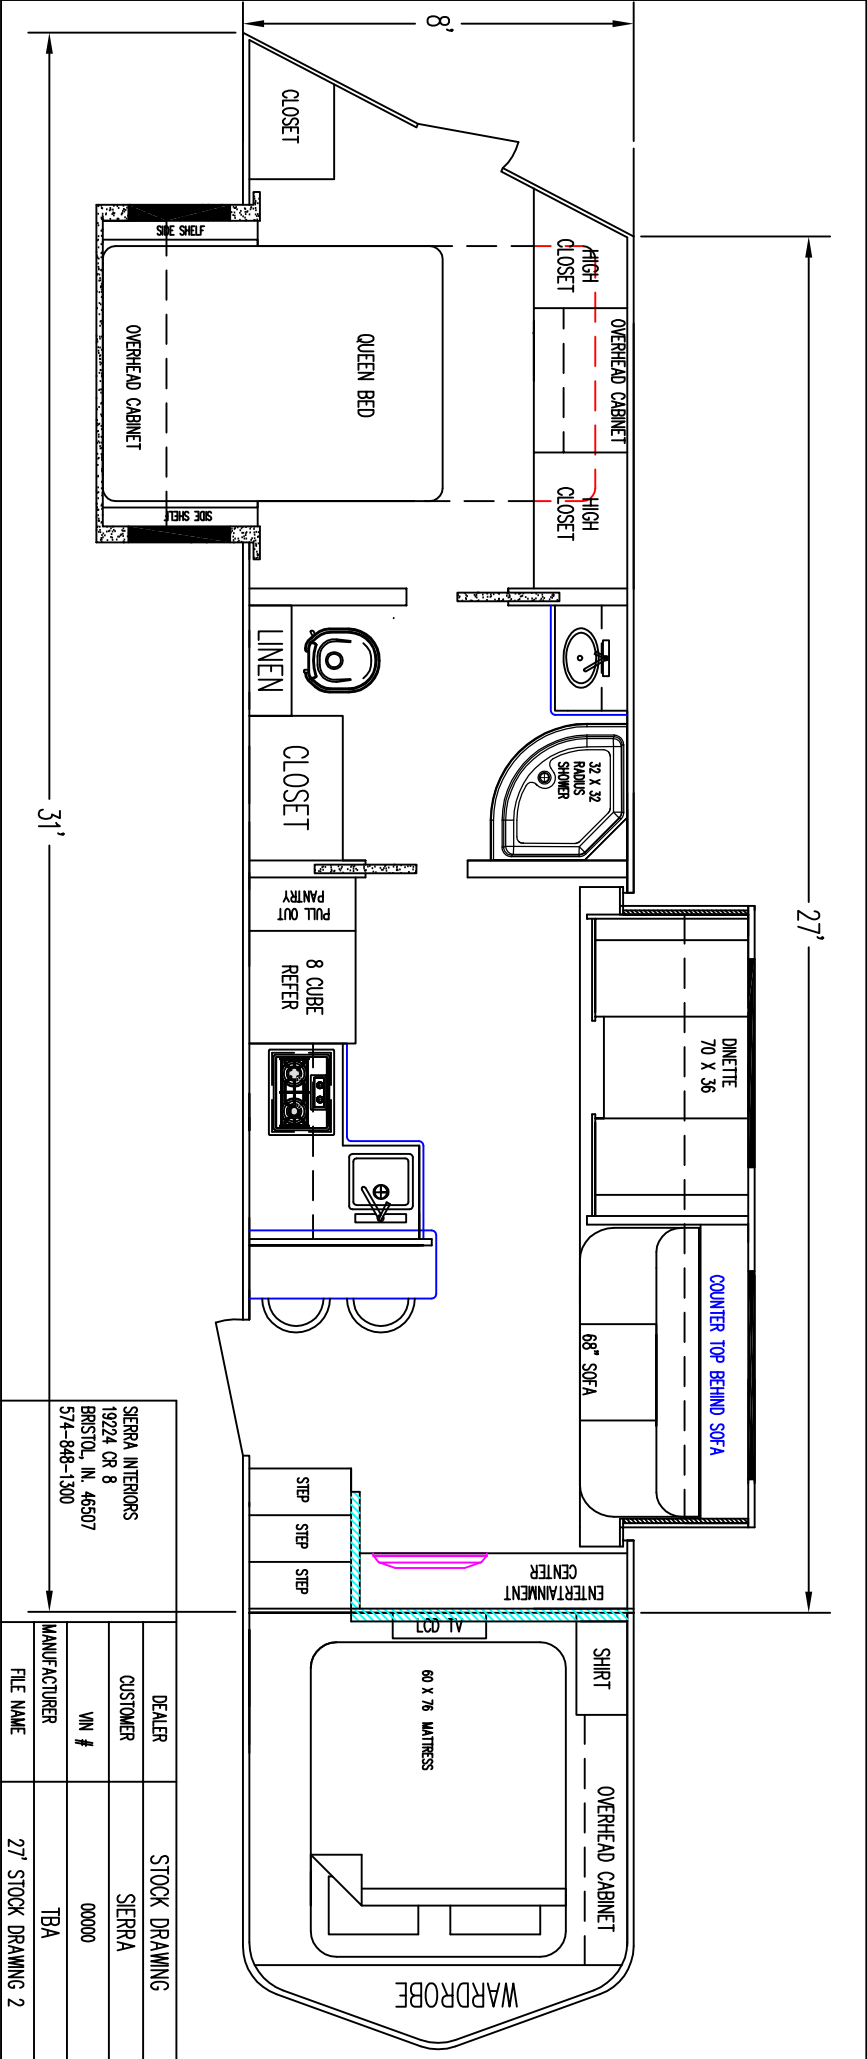 8'
CLOSET
SIDE SHELF
OVERHEAD CABINET
QUEEN BED
SIDE SHELF
HIGH
CLOSET
OVERHEAD CABINET
HIGH
CLOSET
LINEN
CLOSET
32 X 32
RADIUS
SHOWER
31'
27'
PULL OUT
PANTRY
8 CUBE
REFER
DINETTE
70 X 36
COUNTER TOP BEHIND SOFA
68" SOFA
STEP
STEP
STEP
ENTERTAINMENT
CENTER
LCD TV
SHIRT
60 X 76 MATTRESS
OVERHEAD CABINET
WARDROBE
SIERRA INTERIORS
19224 CR 8
BRISTOL, IN. 46507
574-848-1300
DEALER STOCK DRAWING
CUSTOMER SIERRA
VIN # 00000
MANUFACTURER TBA
FILE NAME 27' STOCK DRAWING 2